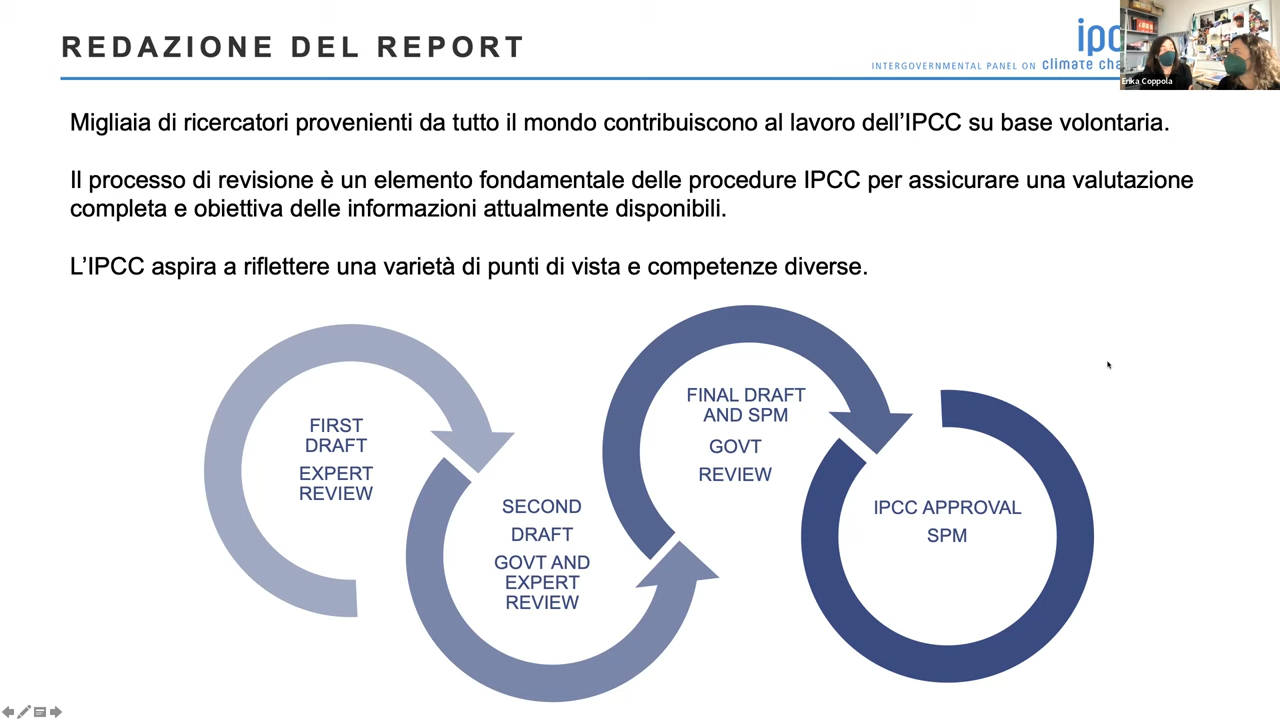 REDAZIONE DEL REPORT
ipc
INTERGOVERNMENTAL PANEL ON climate cha
Erika Coppola
Migliaia di ricercatori provenienti da tutto il mondo contribuiscono al lavoro dell’IPCC su base volontaria.
Il processo di revisione è un elemento fondamentale delle procedure IPCC per assicurare una valutazione
completa e obiettiva delle informazioni attualmente disponibili.
L’IPCC aspira a riflettere una varietà di punti di vista e competenze diverse.
FIRST
DRAFT
EXPERT
REVIEW
SECOND
DRAFT
GOVT AND
EXPERT
REVIEW
FINAL DRAFT
AND SPM
GOVT
REVIEW
IPCC APPROVAL
SPM